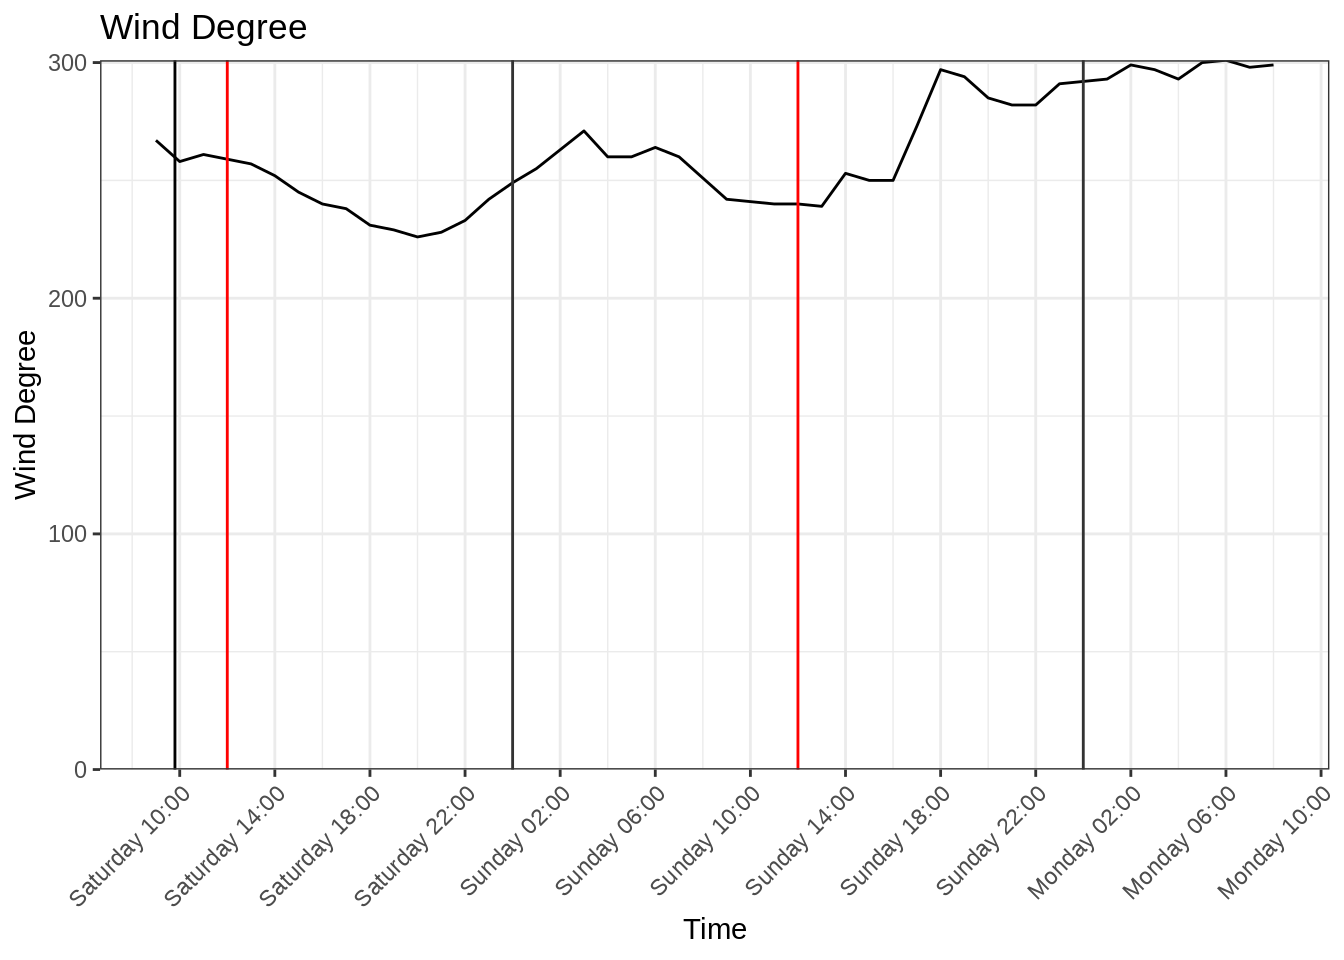 Wind Degree
300
200
100
0
Wind Degree
Saturday 10:00
Saturday 14:00
Saturday 18:00
Saturday 22:00
Sunday 02:00
Sunday 06:00
Sunday 10:00
Sunday 14:00
Sunday 18:00
Sunday 22:00
Monday 02:00
Monday 06:00
Monday 10:00
Time